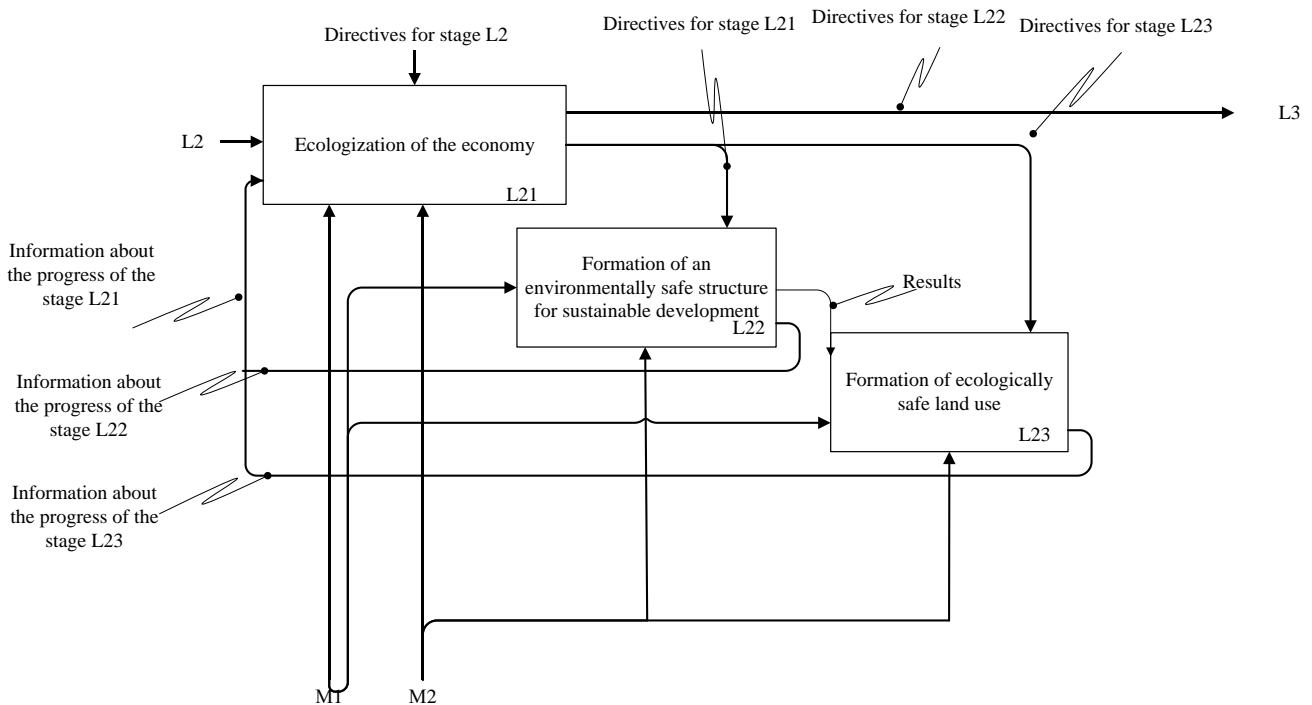 Directives for stage L2
Directives for stage L21
Directives for stage L22
Directives for stage L23
L3
L2
Ecologization of the economy
L21
Information about
the progress of the
stage L21
Formation of an
environmentally safe structure
for sustainable development
L22
Results
Information about
the progress of the
stage L22
Formation of ecologically
safe land use
L23
Information about
the progress of the
stage L23
M1
M2